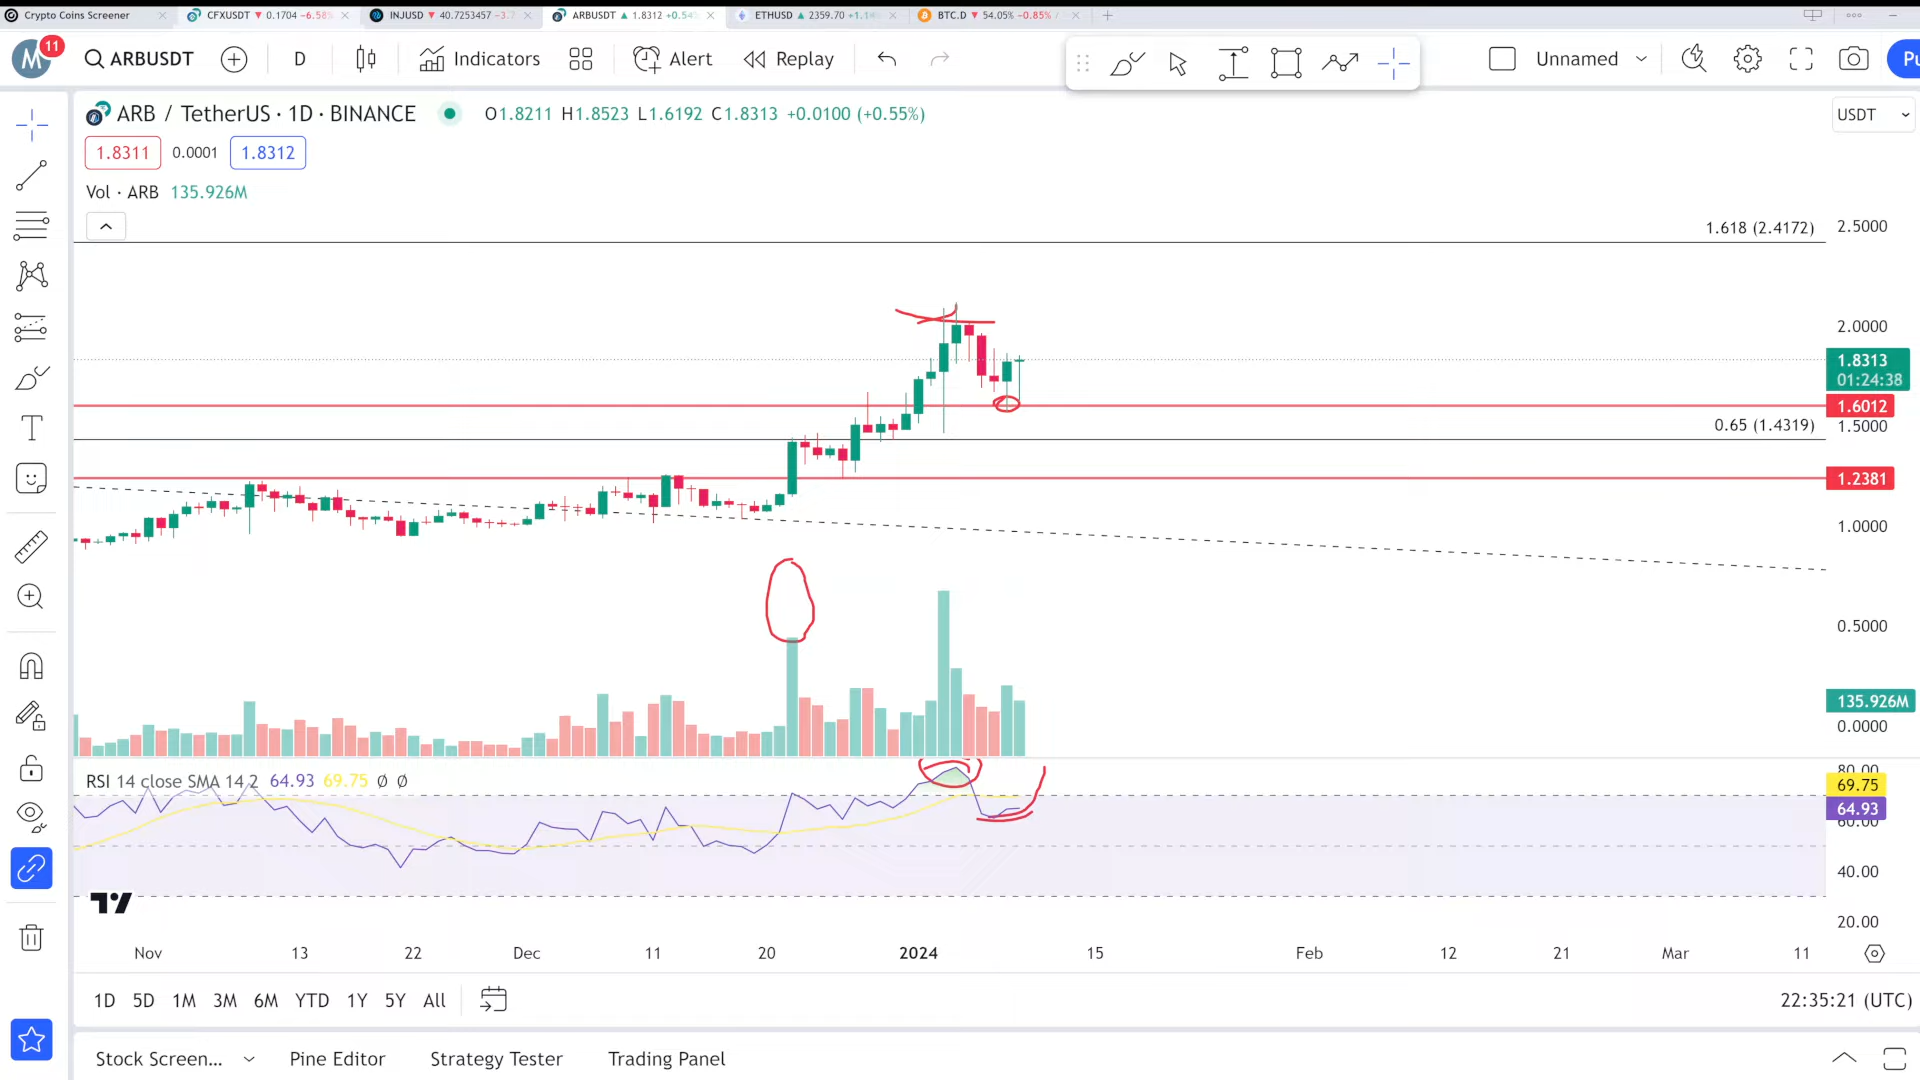 Crypto Coins Screener
CFXUSDT ▼ 0.1704 −6.58%
INJUSD ▼ 40.7253457
ARBUSDT ▲ 1.8312 +0.54%
ETHUSD ▲ 2359.70
BTC.D ▼ 54.05% −0.85%
M 11
ARBUSDT
D
Indicators
Alert
Replay
Unnamed
ARB / TetherUS · 1D · BINANCE
O1.8211 H1.8523 L1.6192 C1.8313 +0.0100 (+0.55%)
USDT
1.8311 0.0001 1.8312
Vol · ARB 135.926M
1.618 (2.4172)
2.5000
2.0000
1.8313
01:24:38
1.6012
0.65 (1.4319)
1.5000
1.2381
1.0000
0.5000
135.926M
0.0000
RSI 14 close SMA 14 2 64.93 69.75 Ø Ø
80.00
69.75
64.93
60.00
40.00
20.00
Nov 13 22 Dec 11 20 2024 15 Feb 12 21 Mar 11
1D 5D 1M 3M 6M YTD 1Y 5Y All
22:35:21 (UTC)
Stock Screen... Pine Editor Strategy Tester Trading Panel